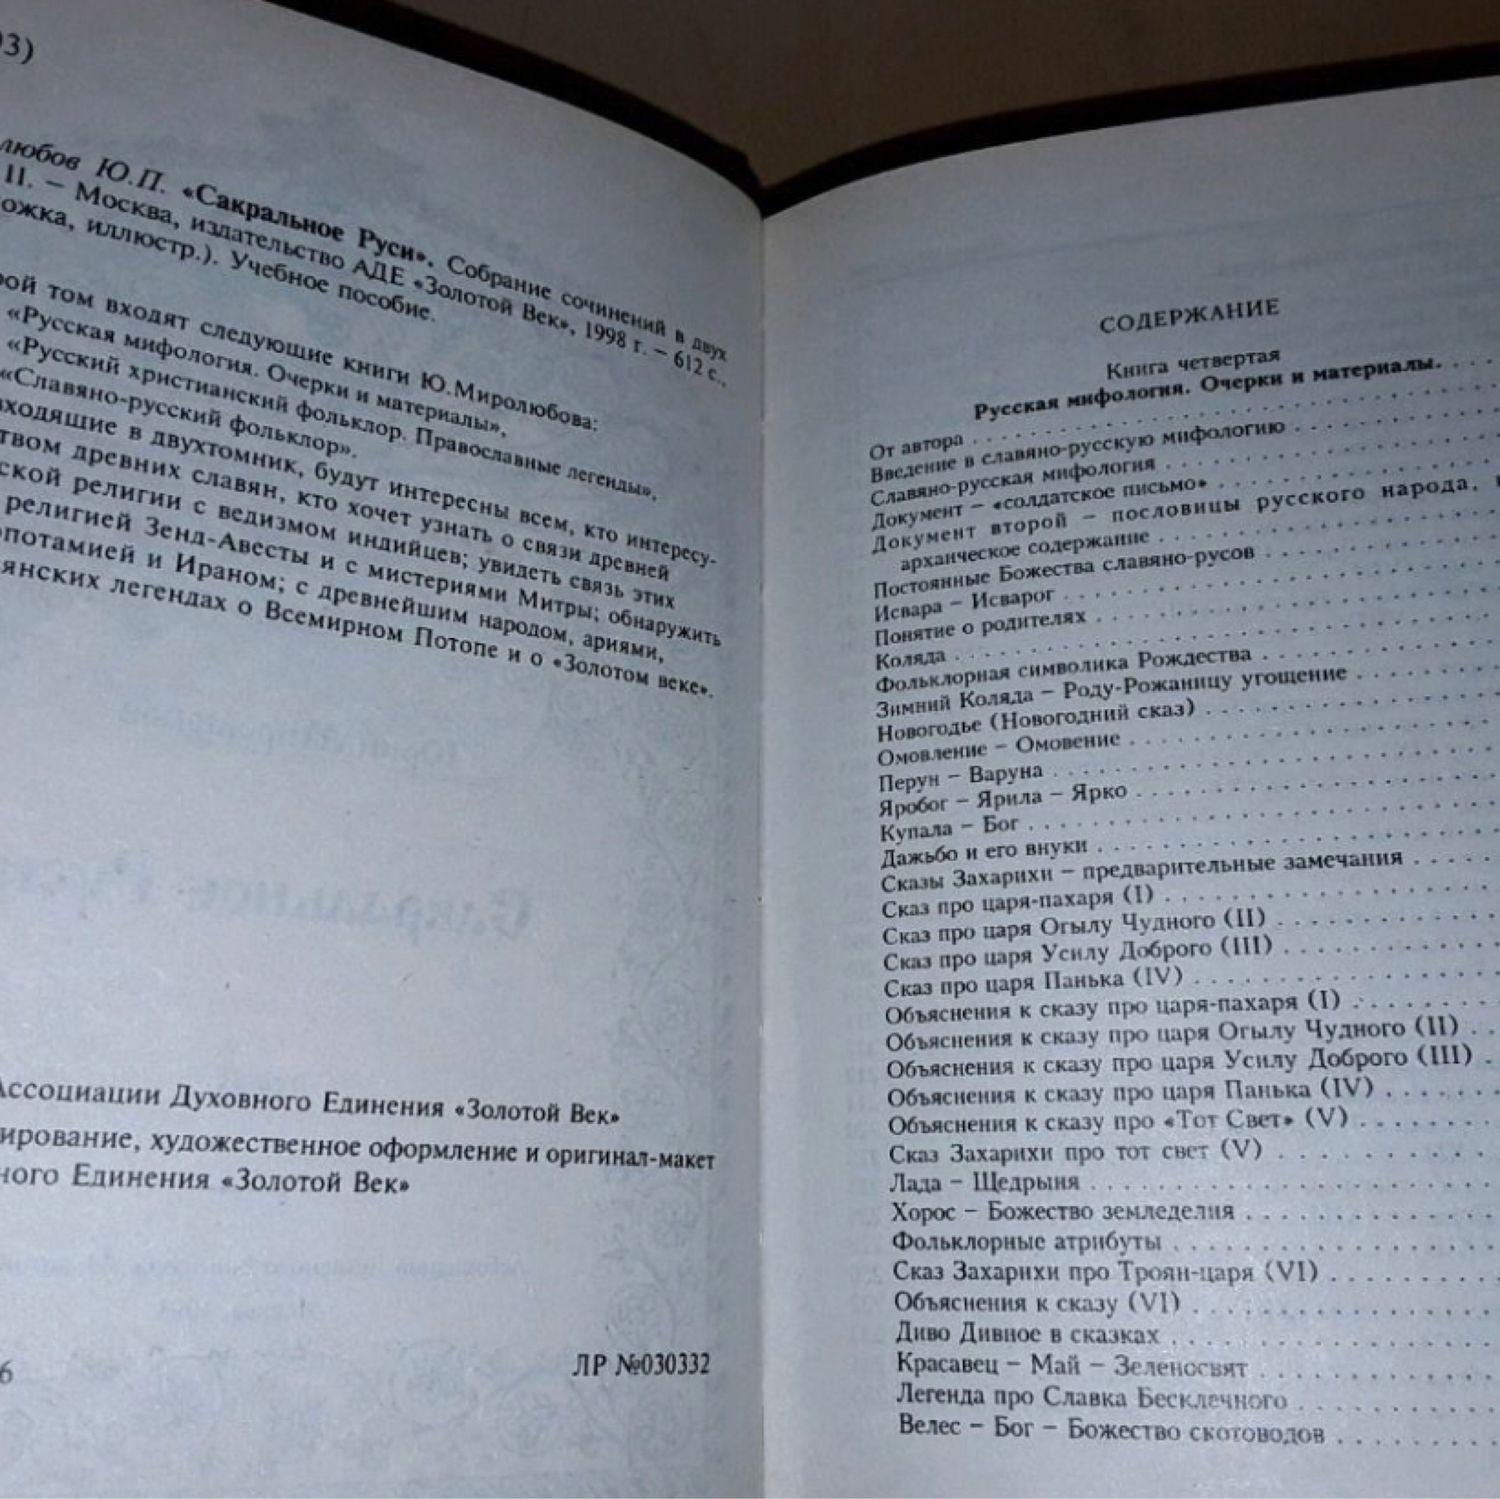 93)
любов Ю.П. «Сакральное Руси». Собрание сочинений в двух
II. – Москва, издательство АДЕ «Золотой Век», 1998 г. – 612 с.,
ожка, иллюстр.). Учебное пособие.
рой том входят следующие книги Ю.Миролюбова:
«Русская мифология. Очерки и материалы»,
«Русский христианский фольклор. Православные легенды»,
«Славяно-русский фольклор».
входящие в двухтомник, будут интересны всем, кто интересу-
твом древних славян, кто хочет узнать о связи древней
ской религии с ведизмом индийцев; увидеть связь этих
религией Зенд-Авесты и с мистериями Митры; обнаружить
опотамией и Ираном; с древнейшим народом, ариями,
янских легендах о Всемирном Потопе и о «Золотом веке».
Ассоциации Духовного Единения «Золотой Век»
ирование, художественное оформление и оригинал-макет
ного Единения «Золотой Век»
6
ЛР №030332
СОДЕРЖАНИЕ
Книга четвертая
Русская мифология. Очерки и материалы.
От автора
Введение в славяно-русскую мифологию
Славяно-русская мифология
Документ – «солдатское письмо»
Документ второй – пословицы русского народа,
архаическое содержание
Постоянные Божества славяно-русов
Исвара – Исварог
Понятие о родителях
Коляда
Фольклорная символика Рождества
Зимний Коляда – Роду-Рожаницу угощение
Новогодье (Новогодний сказ)
Омовление – Омовение
Перун – Варуна
Яробог – Ярила – Ярко
Купала – Бог
Дажьбо и его внуки
Сказы Захарихи – предварительные замечания
Сказ про царя-пахаря (I)
Сказ про царя Огылу Чудного (II)
Сказ про царя Усилу Доброго (III)
Сказ про царя Панька (IV)
Объяснения к сказу про царя-пахаря (I)
Объяснения к сказу про царя Огылу Чудного (II)
Объяснения к сказу про царя Усилу Доброго (III)
Объяснения к сказу про царя Панька (IV)
Объяснения к сказу про «Тот Свет» (V)
Сказ Захарихи про тот свет (V)
Лада – Щедрыня
Хорос – Божество земледелия
Фольклорные атрибуты
Сказ Захарихи про Троян-царя (VI)
Объяснения к сказу (VI)
Диво Дивное в сказках
Красавец – Май – Зеленосвят
Легенда про Славка Бесклечного
Велес – Бог – Божество скотоводов